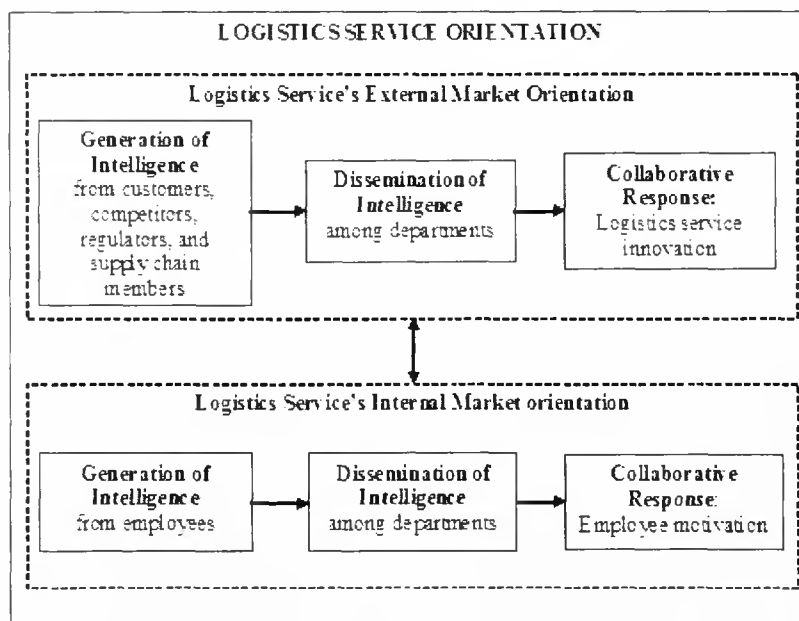 LOGISTICS SERVICE ORIENTATION
Logistics Service's External Market Orientation
Generation of
Intelligence
from customers,
competitors,
regulators, and
supply chain
members
Dissemination of
Intelligence
among departments
Collaborative
Response:
Logistics service
innovation
Logistics Service's Internal Market orientation
Generation of
Intelligence
from employees
Dissemination of
Intelligence
among departments
Collaborative
Response:
Employee motivation